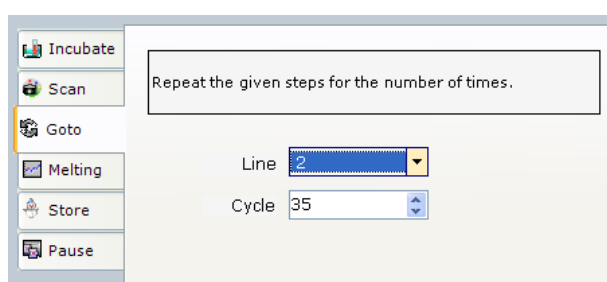 Incubate
Scan
Goto
Melting
Store
Pause
Repeat the given steps for the number of times.
Line 2
Cycle 35